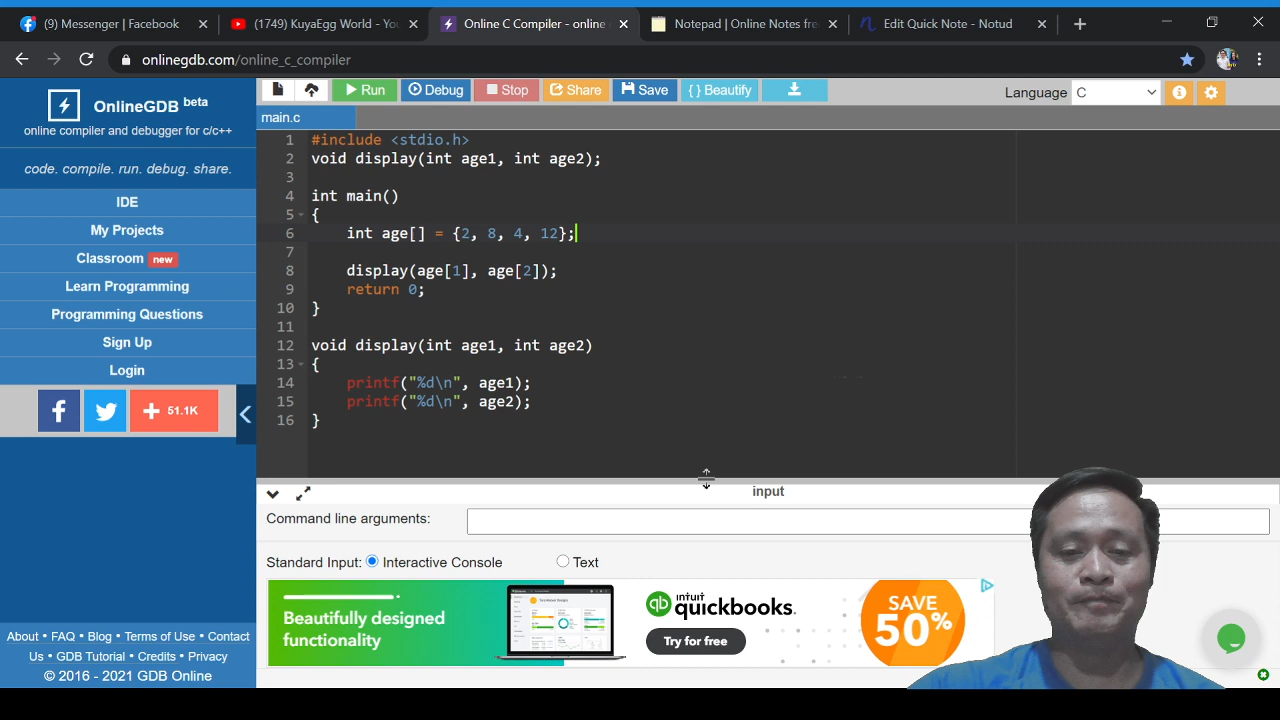 (9) Messenger | Facebook
(1749) KuyaEgg World - You
Online C Compiler - online
Notepad | Online Notes free
Edit Quick Note - Notud
onlinegdb.com/online_c_compiler
OnlineGDB beta
online compiler and debugger for c/c++
code. compile. run. debug. share.
IDE
My Projects
Classroom new
Learn Programming
Programming Questions
Sign Up
Login
51.1K
About • FAQ • Blog • Terms of Use • Contact
Us • GDB Tutorial • Credits • Privacy
© 2016 - 2021 GDB Online
Run
Debug
Stop
Share
Save
{ } Beautify
Language C
main.c
1 #include <stdio.h>
2 void display(int age1, int age2);
3
4 int main()
5 {
6 int age[] = {2, 8, 4, 12};
7
8 display(age[1], age[2]);
9 return 0;
10 }
11
12 void display(int age1, int age2)
13 {
14 printf("%d\n", age1);
15 printf("%d\n", age2);
16 }
input
Command line arguments:
Standard Input: Interactive Console Text
Beautifully designed
functionality
intuit
qb quickbooks.
Try for free
SAVE
50%